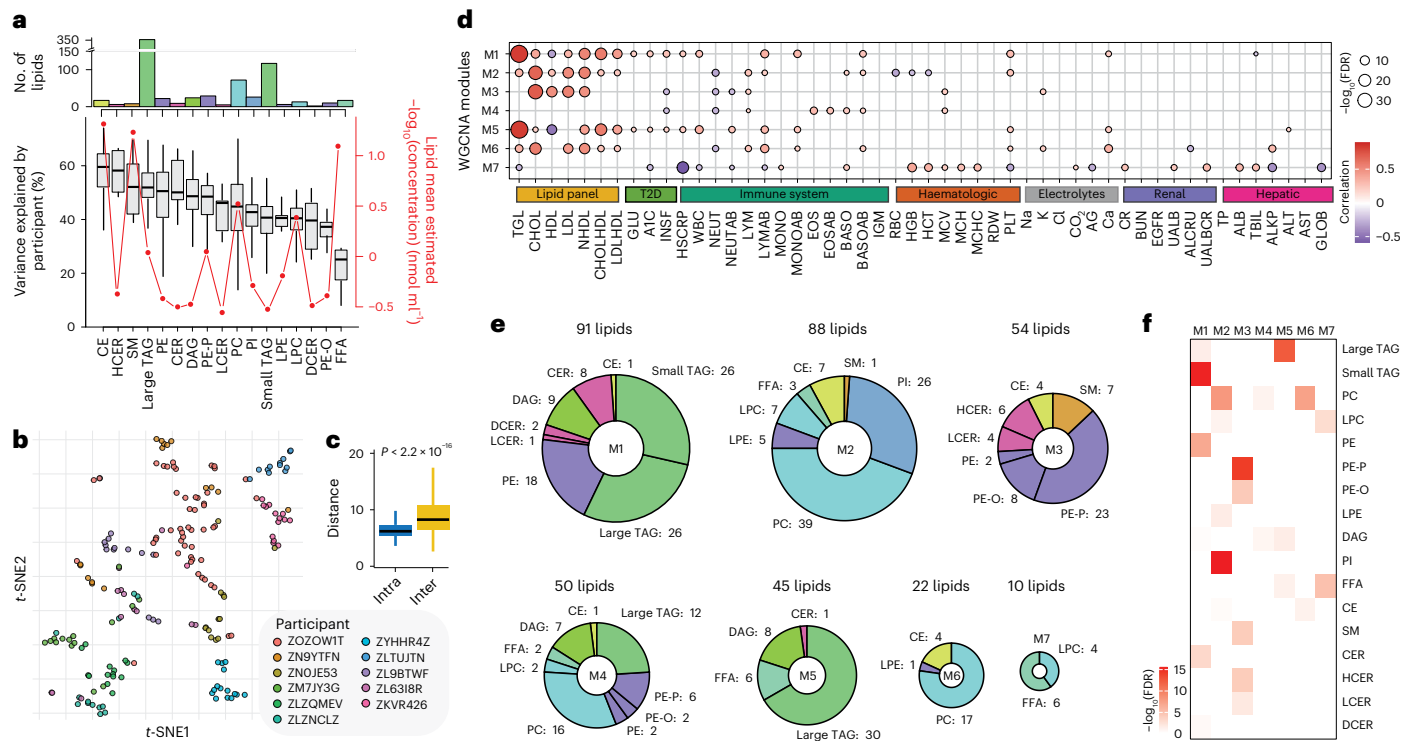 a
No. of
lipids
350
150
100
0
Variance explained by
participant (%)
60
40
20
0
1.0
0.5
0
−0.5
Lipid mean estimated
−log10(concentration) (nmol ml−1)
CE
HCER
SM
Large TAG
PE
CER
DAG
PE-P
LCER
PC
PI
Small TAG
LPE
LPC
DCER
PE-O
FFA
b
t-SNE2
t-SNE1
Participant
ZOZOW1T
ZN9YTFN
ZN0JE53
ZM7JY3G
ZLZQMEV
ZLZNCLZ
ZYHHR4Z
ZLTUJTN
ZL9BTWF
ZL63I8R
ZKVR426
c
P < 2.2 × 10−16
Distance
20
10
0
Intra
Inter
d
WGCNA modules
M1
M2
M3
M4
M5
M6
M7
Lipid panel
T2D
Immune system
Haematologic
Electrolytes
Renal
Hepatic
TGL
CHOL
HDL
LDL
NHDL
CHOLHDL
LDLHDL
GLU
A1C
INSF
HSCRP
WBC
NEUT
NEUTAB
LYM
LYMAB
MONO
MONOAB
EOS
EOSAB
BASO
BASOAB
IGM
RBC
HGB
HCT
MCV
MCH
MCHC
RDW
PLT
Na
K
Cl
CO2
AG
Ca
CR
BUN
EGFR
UALB
ALCRU
UALBCR
TP
ALB
TBIL
ALKP
ALT
AST
GLOB
−log10(FDR)
10
20
30
Correlation
0.5
0
−0.5
e
91 lipids
M1
CE: 1
Small TAG: 26
Large TAG: 26
PE: 18
LCER: 1
DCER: 2
DAG: 9
CER: 8
88 lipids
M2
SM: 1
PI: 26
PC: 39
LPE: 5
LPC: 7
FFA: 3
CE: 7
54 lipids
M3
SM: 7
PE-P: 23
PE-O: 8
PE: 2
LCER: 4
HCER: 6
CE: 4
50 lipids
M4
CE: 1
Large TAG: 12
PE-P: 6
PE-O: 2
PE: 2
PC: 16
LPC: 2
FFA: 2
DAG: 7
45 lipids
M5
CER: 1
Large TAG: 30
FFA: 6
DAG: 8
22 lipids
M6
CE: 4
LPE: 1
PC: 17
10 lipids
M7
LPC: 4
FFA: 6
f
M1 M2 M3 M4 M5 M6 M7
Large TAG
Small TAG
PC
LPC
PE
PE-P
PE-O
LPE
DAG
PI
FFA
CE
SM
CER
HCER
LCER
DCER
−log10(FDR)
15
10
5
0